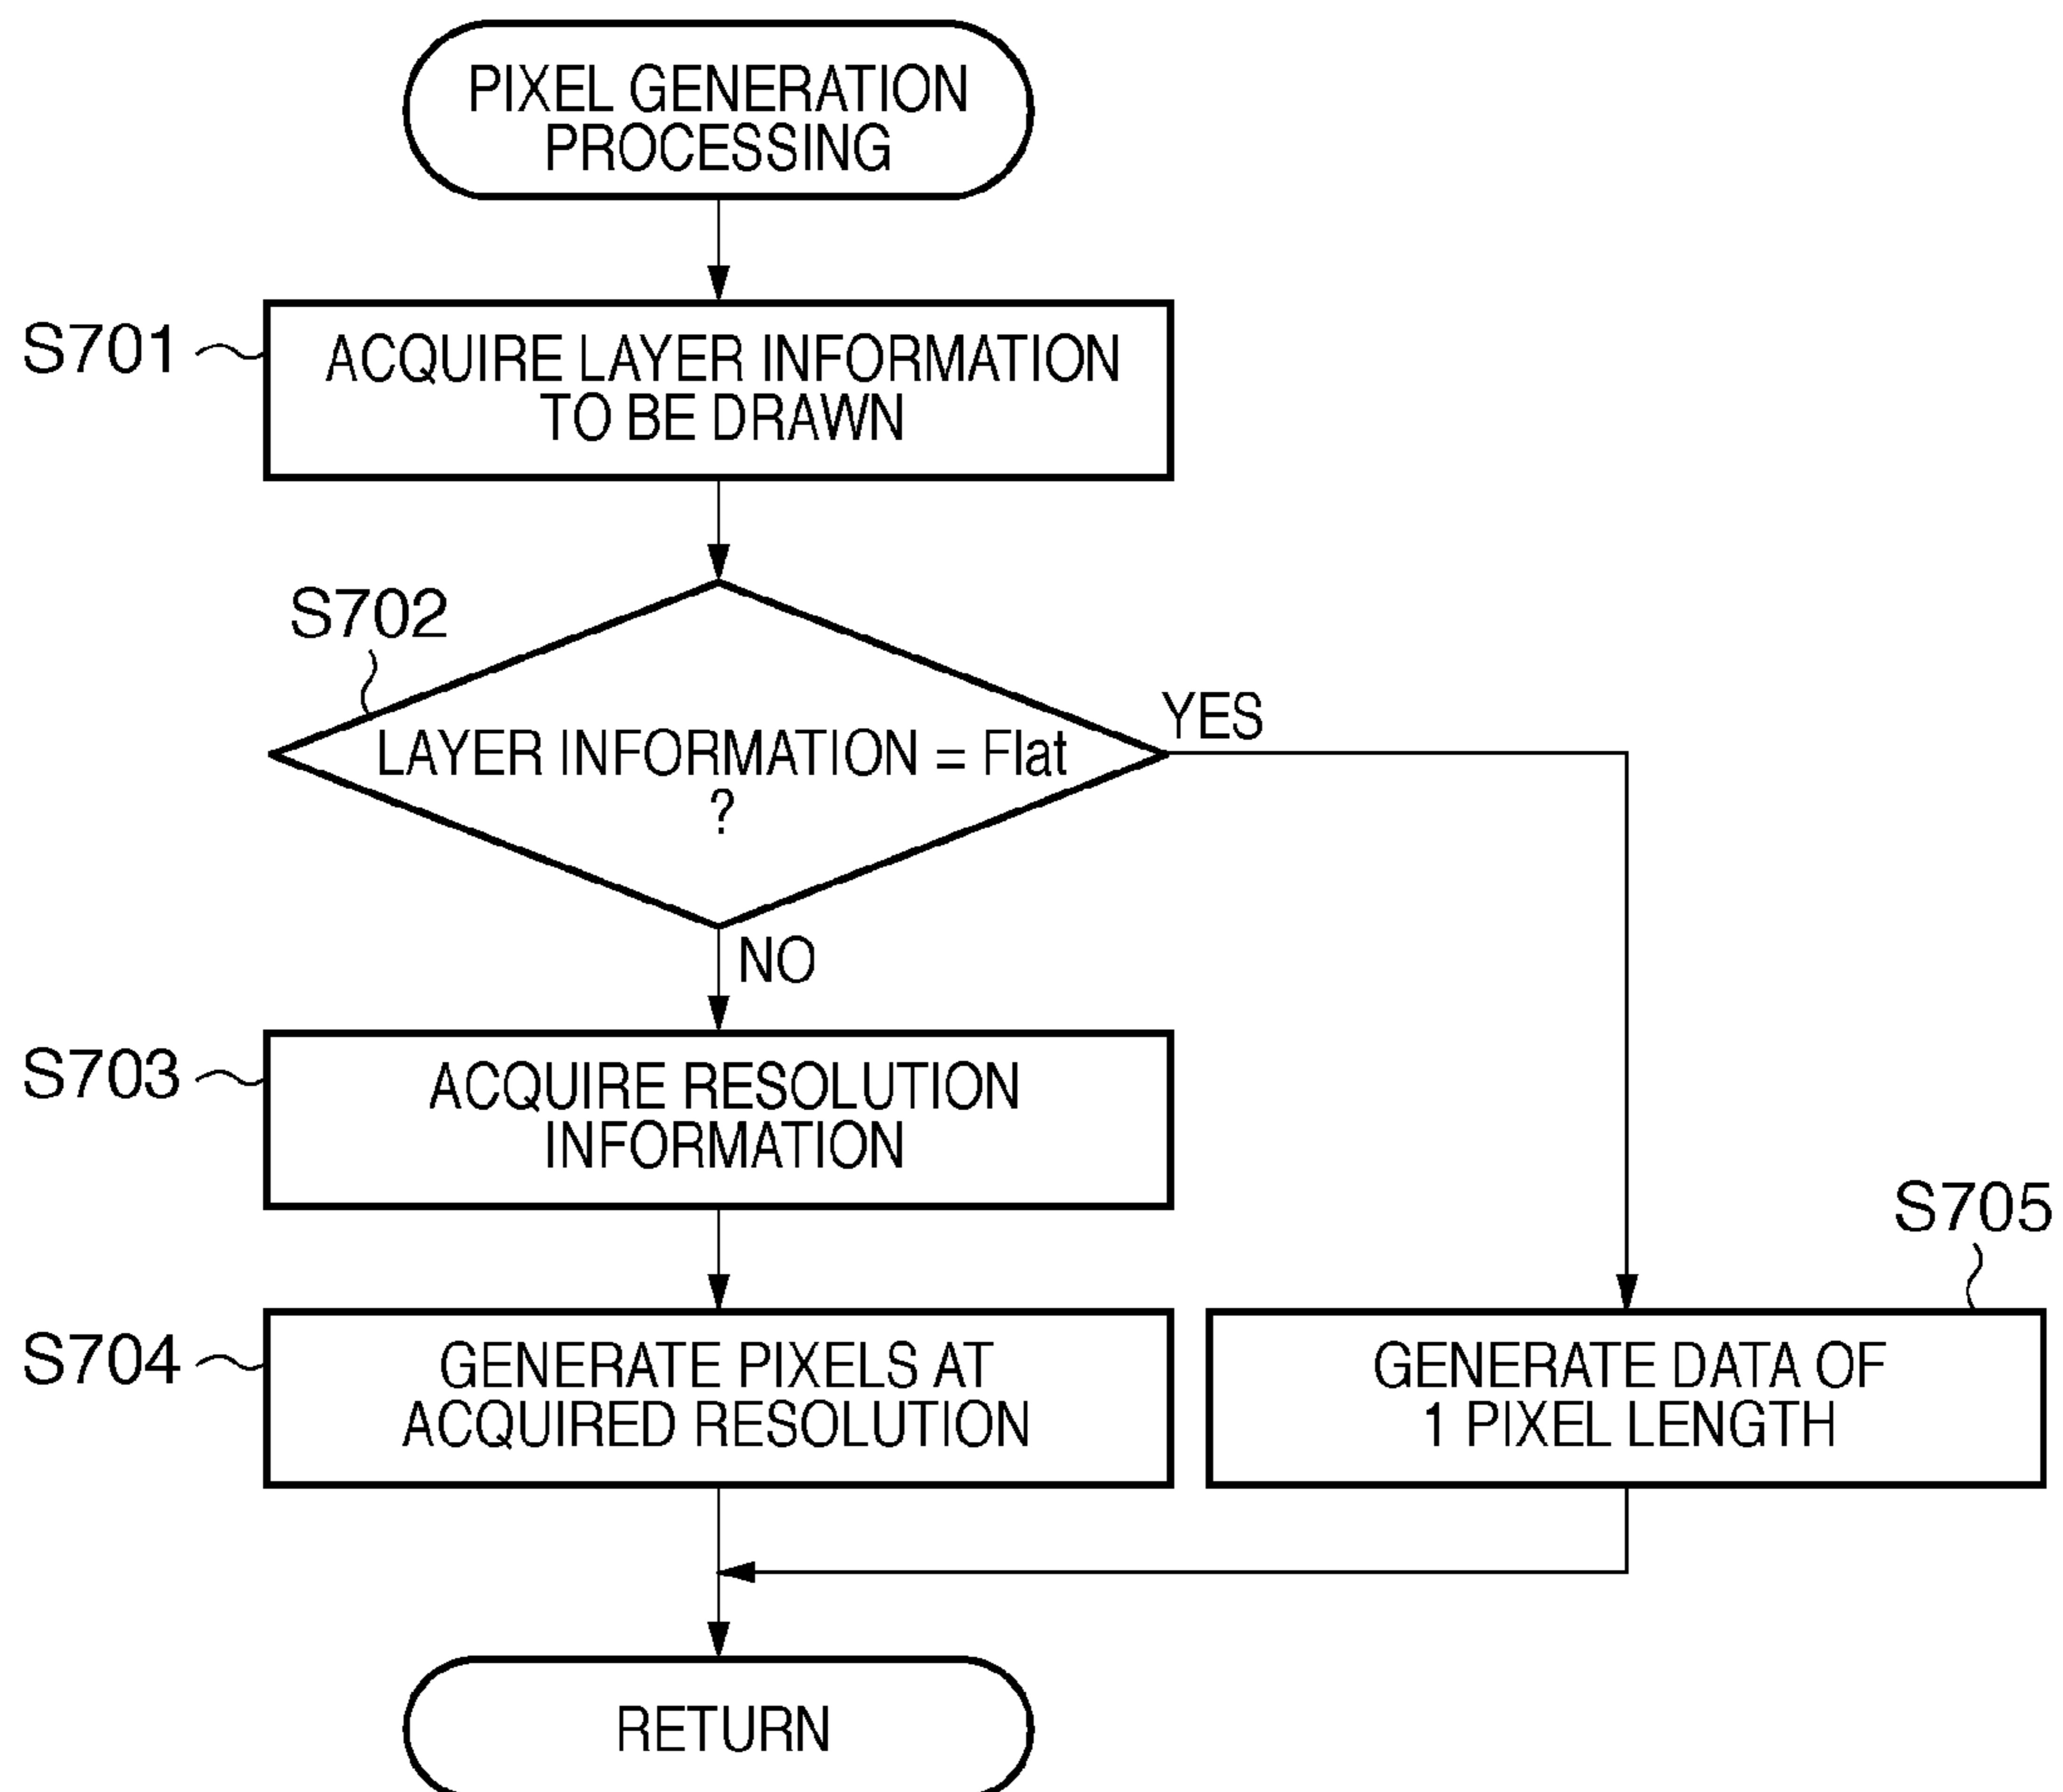 PIXEL GENERATION
PROCESSING
S701
ACQUIRE LAYER INFORMATION
TO BE DRAWN
S702
LAYER INFORMATION = Flat
?
YES
NO
S703
ACQUIRE RESOLUTION
INFORMATION
S704
GENERATE PIXELS AT
ACQUIRED RESOLUTION
S705
GENERATE DATA OF
1 PIXEL LENGTH
RETURN